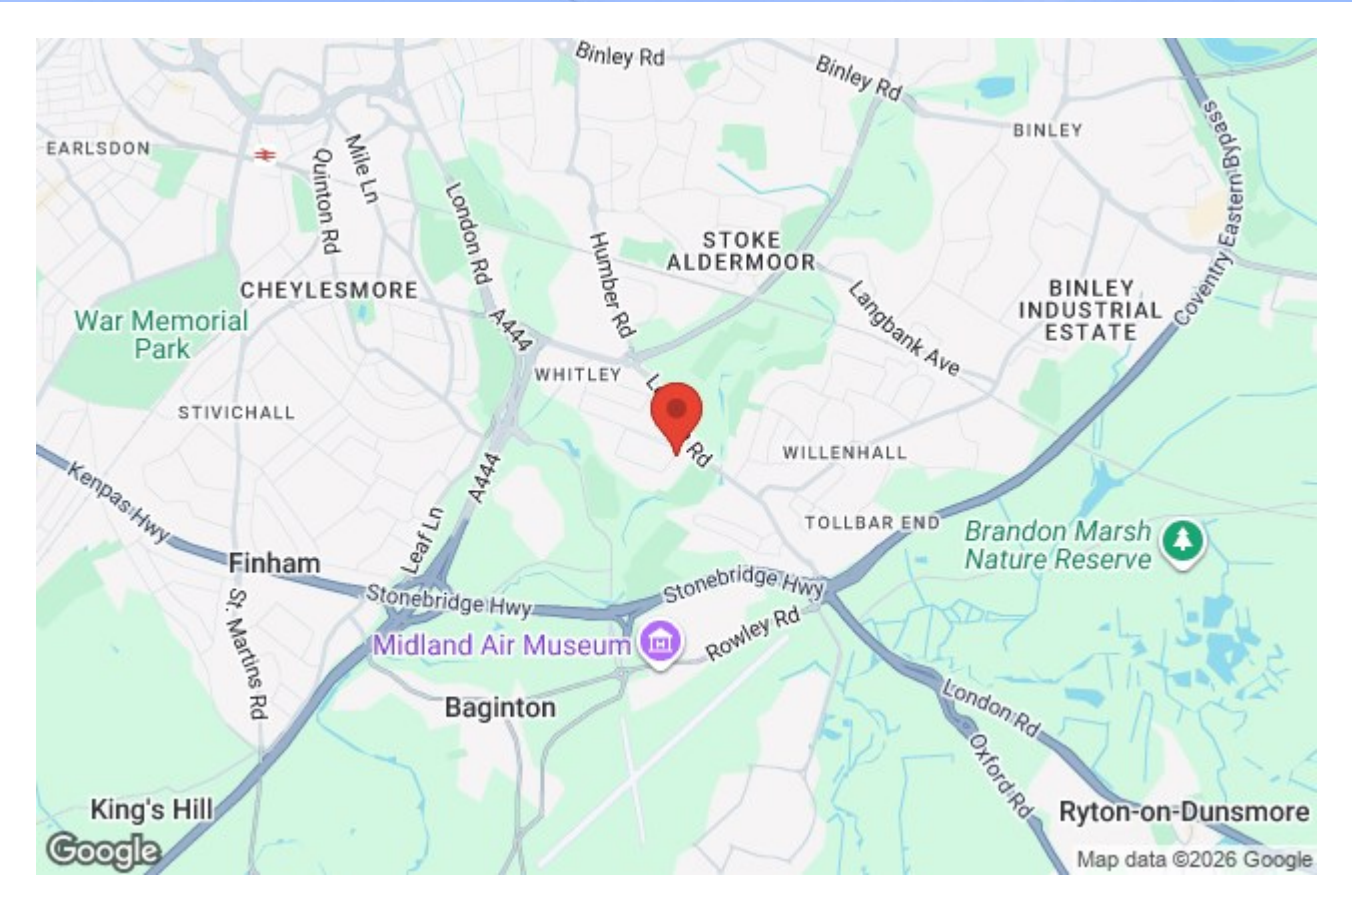 Binley Rd
Binley Rd
BINLEY
EARLSDON
Mile Ln
Quinton Rd
London Rd
Coventry Eastern Bypass
STOKE
ALDERMOOR
Humber Rd
CHEYLESMORE
BINLEY
INDUSTRIAL
ESTATE
War Memorial
Park
A444
Langbank Ave
WHITLEY
STIVICHALL
Rd
WILLENHALL
A444
Kenpas Hwy
Leaf Ln
TOLLBAR END
Brandon Marsh
Nature Reserve
Finham
Stonebridge Hwy
Stonebridge Hwy
St. Martins Rd
Rowley Rd
Midland Air Museum
Baginton
London Rd
Oxford Rd
King's Hill
Ryton-on-Dunsmore
Google
Map data ©2026 Google